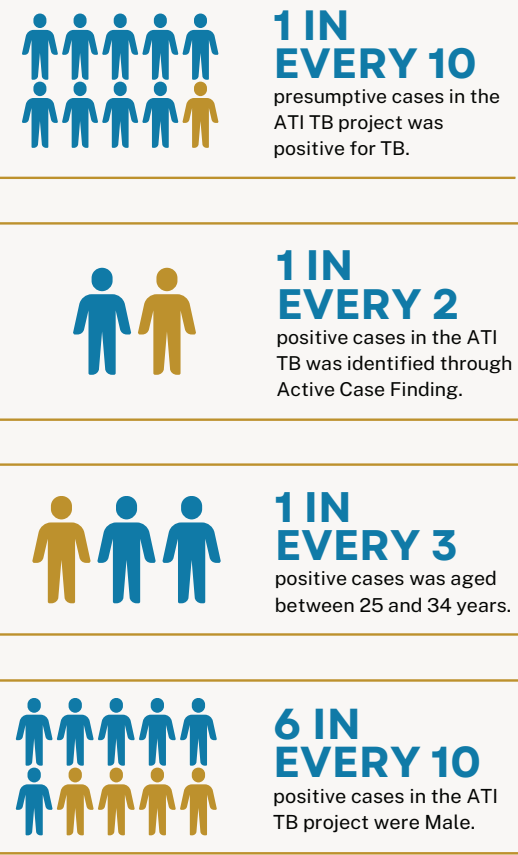 1 IN
EVERY 10
presumptive cases in the
ATI TB project was
positive for TB.
1 IN
EVERY 2
positive cases in the ATI
TB was identified through
Active Case Finding.
1 IN
EVERY 3
positive cases was aged
between 25 and 34 years.
6 IN
EVERY 10
positive cases in the ATI
TB project were Male.